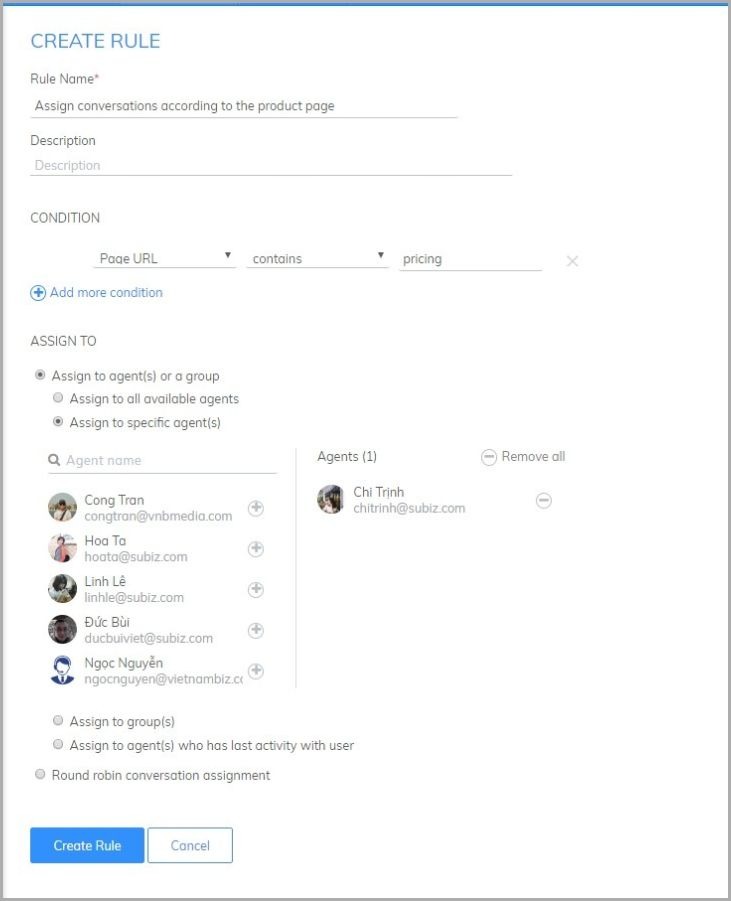 CREATE RULE
Rule Name*
Assign conversations according to the product page
Description
Description
CONDITION
Page URL contains pricing
Add more condition
ASSIGN TO
Assign to agent(s) or a group
Assign to all available agents
Assign to specific agent(s)
Agent name
Cong Tran
congtran@vnbmedia.com
Hoa Ta
hoata@subiz.com
Linh Lê
linhle@subiz.com
Đức Bùi
ducbuiviet@subiz.com
Ngọc Nguyễn
ngocnguyen@vietnambiz.cc
Agents (1) Remove all
Chi Trịnh
chitrinh@subiz.com
Assign to group(s)
Assign to agent(s) who has last activity with user
Round robin conversation assignment
Create Rule Cancel